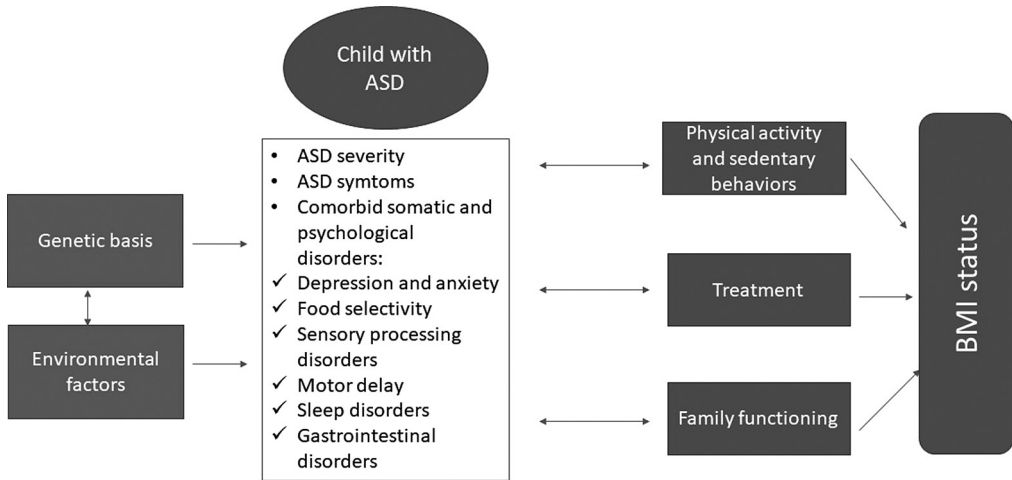 Child with
ASD
• ASD severity
• ASD symtoms
• Comorbid somatic and
psychological
disorders:
✓ Depression and anxiety
✓ Food selectivity
✓ Sensory processing
disorders
✓ Motor delay
✓ Sleep disorders
✓ Gastrointestinal
disorders
Genetic basis
Environmental
factors
Physical activity
and sedentary
behaviors
Treatment
Family functioning
BMI status